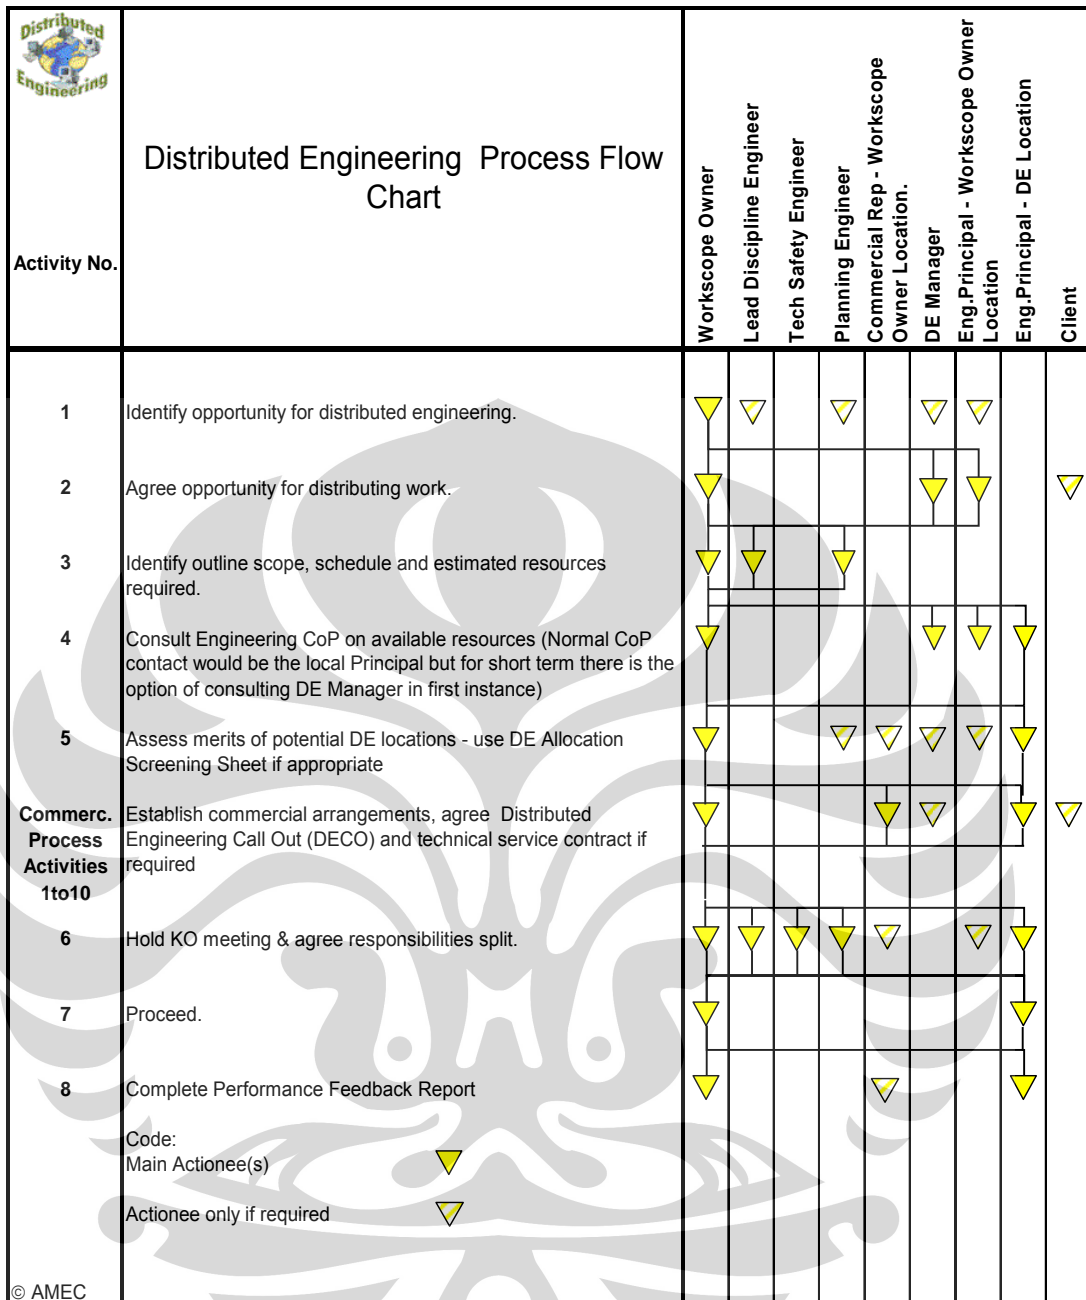 Distributed
Engineering
Distributed Engineering  Process Flow
Chart
Activity No.
Workscope Owner
Lead Discipline Engineer
Tech Safety Engineer
Planning Engineer
Commercial Rep - Workscope
Owner Location.
DE Manager
Eng.Principal - Workscope Owner
Location
Eng.Principal - DE Location
Client
1 Identify opportunity for distributed engineering.
2 Agree opportunity for distributing work.
3 Identify outline scope, schedule and estimated resources
required.
4 Consult Engineering CoP on available resources (Normal CoP
contact would be the local Principal but for short term there is the
option of consulting DE Manager in first instance)
5 Assess merits of potential DE locations - use DE Allocation
Screening Sheet if appropriate
Commerc. Establish commercial arrangements, agree  Distributed
Process Engineering Call Out (DECO) and technical service contract if
Activities required
1to10
6 Hold KO meeting & agree responsibilities split.
7 Proceed.
8 Complete Performance Feedback Report
Code:
Main Actionee(s)
Actionee only if required
© AMEC